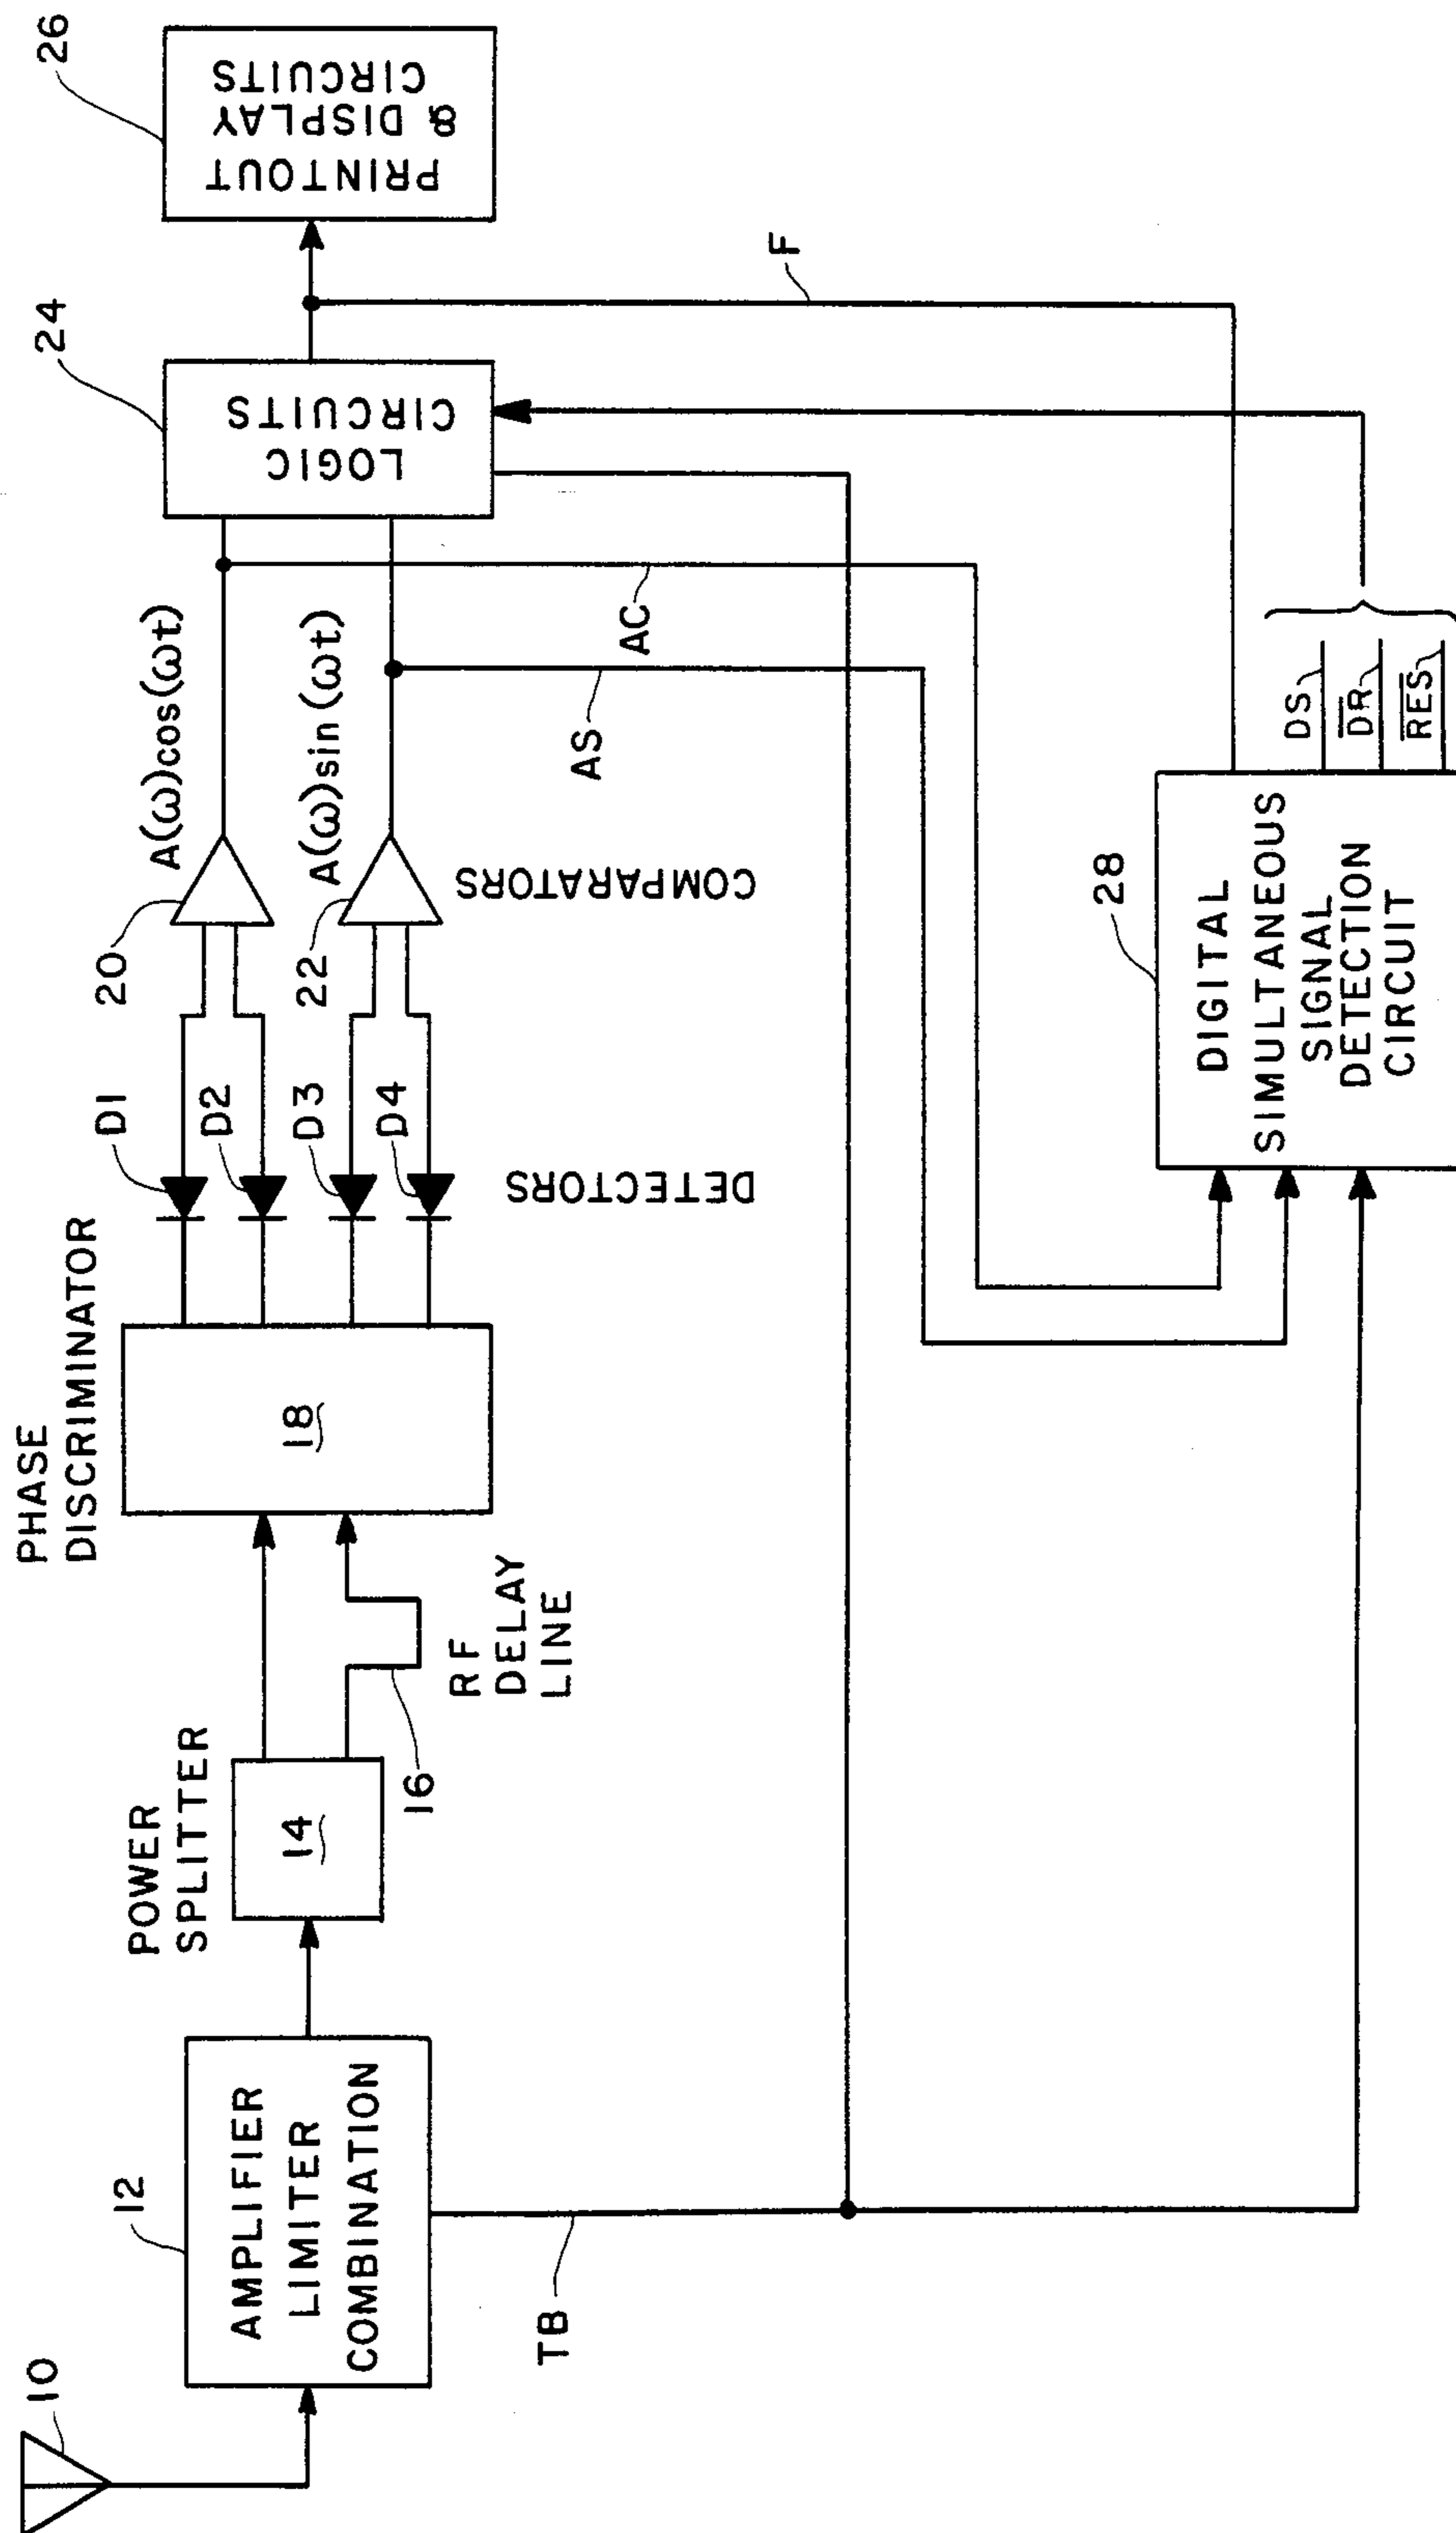 10
12
AMPLIFIER
LIMITER
COMBINATION
TB
POWER
SPLITTER
14
16
RF
DELAY
LINE
PHASE
DISCRIMINATOR
18
D1
D2
D3
D4
DETECTORS
20
22
COMPARATORS
A(ω)cos(ωt)
A(ω)sin(ωt)
AS
AC
24
LOGIC
CIRCUITS
F
26
PRINTOUT
& DISPLAY
CIRCUITS
28
DIGITAL
SIMULTANEOUS
SIGNAL
DETECTION
CIRCUIT
DS
D̅R̅
R̅E̅S̅